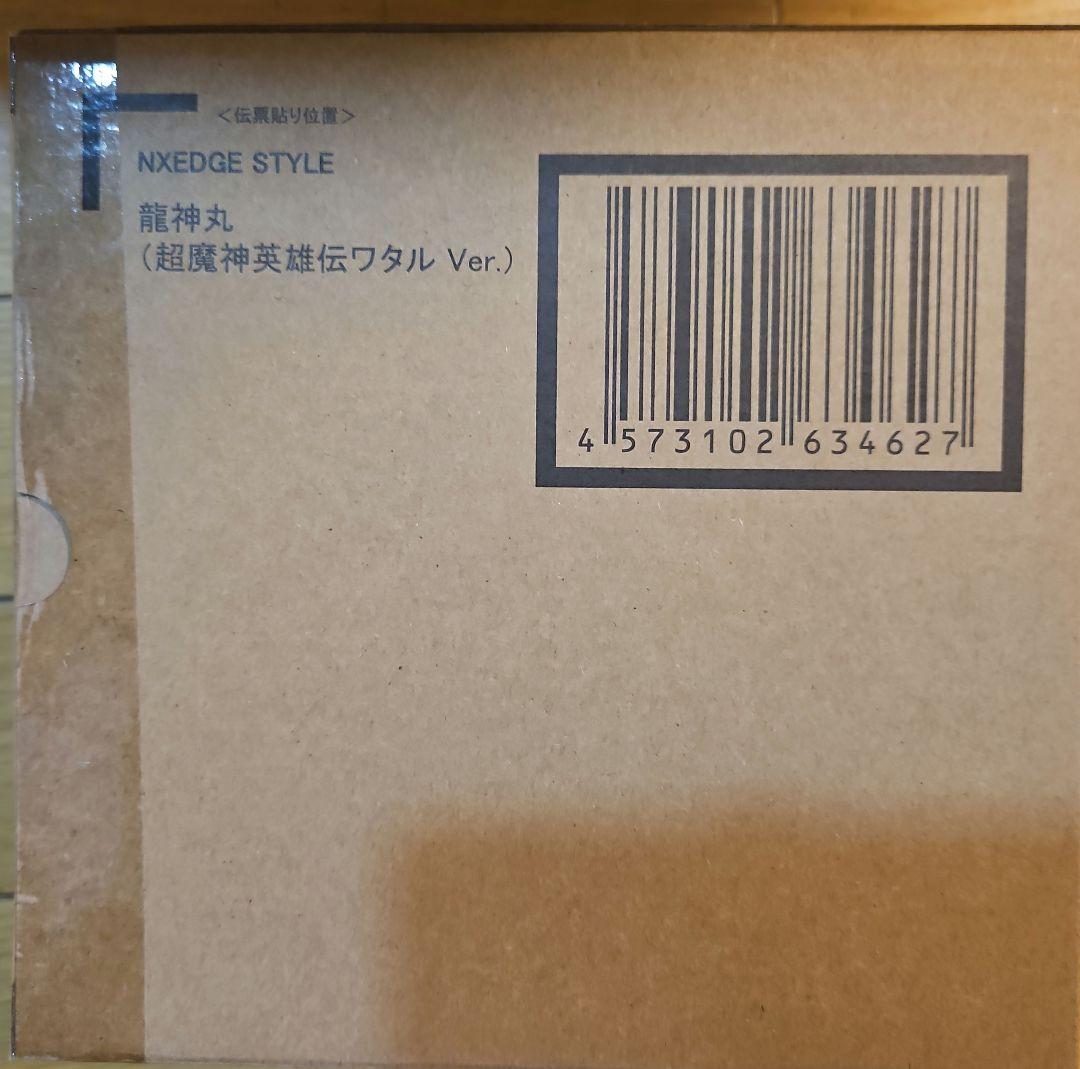 ＜伝票貼り位置＞
NXEDGE STYLE
龍神丸
（超魔神英雄伝ワタル Ver.）
4 573102 634627